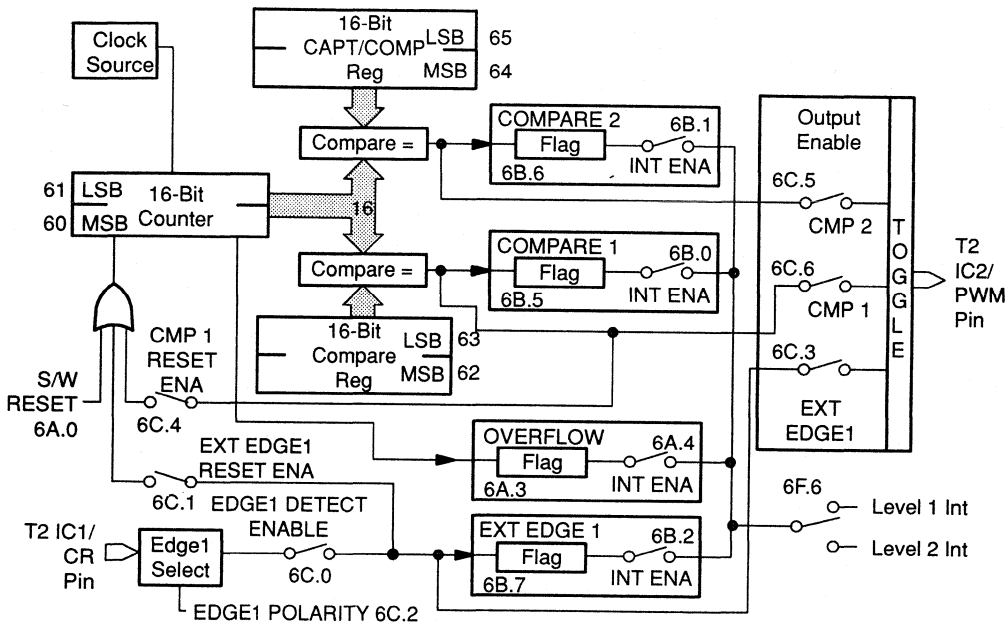 Clock
Source
16-Bit
CAPT/COMP
Reg
LSB
MSB
65
64
Compare =
COMPARE 2
Flag
6B.6
6B.1
INT ENA
Output
Enable
6C.5
CMP 2
61
60
LSB
MSB
16-Bit
Counter
16
Compare =
COMPARE 1
Flag
6B.5
6B.0
INT ENA
6C.6
CMP 1
TOGGLE
T2
IC2/
PWM
Pin
16-Bit
Compare
Reg
LSB
MSB
63
62
6C.3
EXT
EDGE1
S/W
RESET
6A.0
CMP 1
RESET
ENA
6C.4
OVERFLOW
Flag
6A.3
6A.4
INT ENA
EXT EDGE1
RESET ENA
6C.1
EDGE1 DETECT
ENABLE
6C.0
6F.6
Level 1 Int
Level 2 Int
T2 IC1/
CR
Pin
Edge1
Select
EXT EDGE 1
Flag
6B.7
6B.2
INT ENA
EDGE1 POLARITY 6C.2